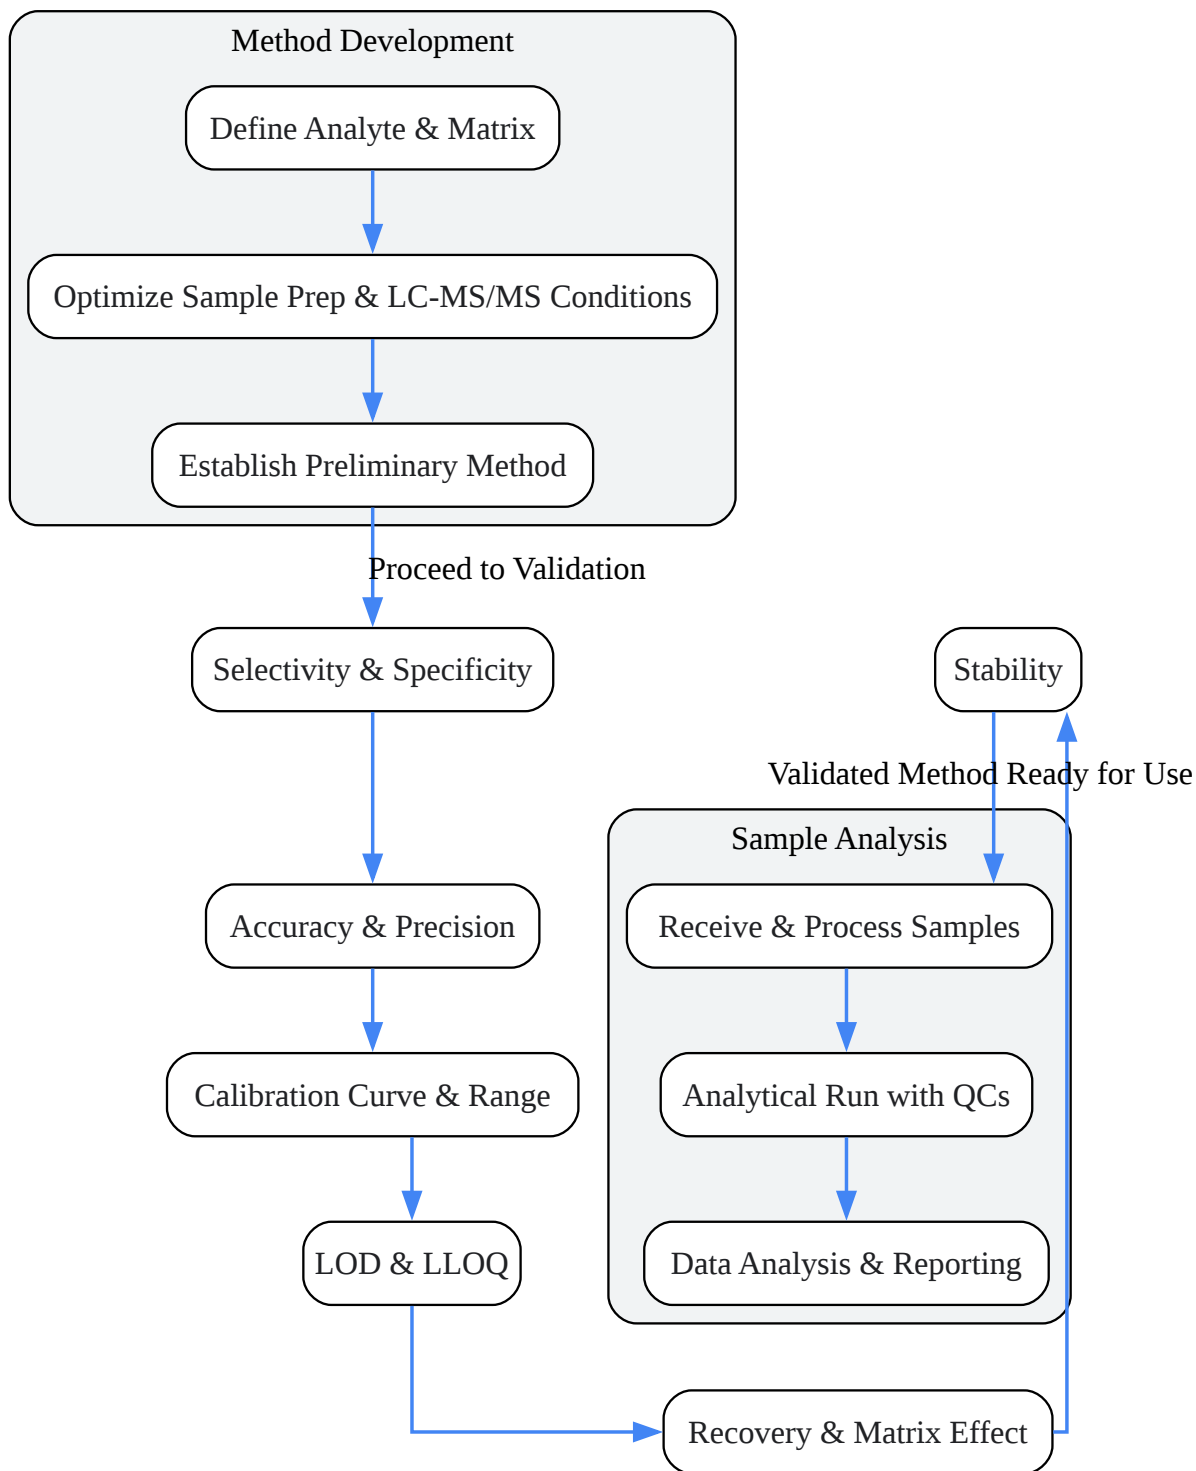 Method Development
Define Analyte & Matrix
Optimize Sample Prep & LC-MS/MS Conditions
Establish Preliminary Method
Proceed to Validation
Selectivity & Specificity
Stability
Validated Method Ready for Use
Sample Analysis
Accuracy & Precision
Receive & Process Samples
Calibration Curve & Range
Analytical Run with QCs
LOD & LLOQ
Data Analysis & Reporting
Recovery & Matrix Effect